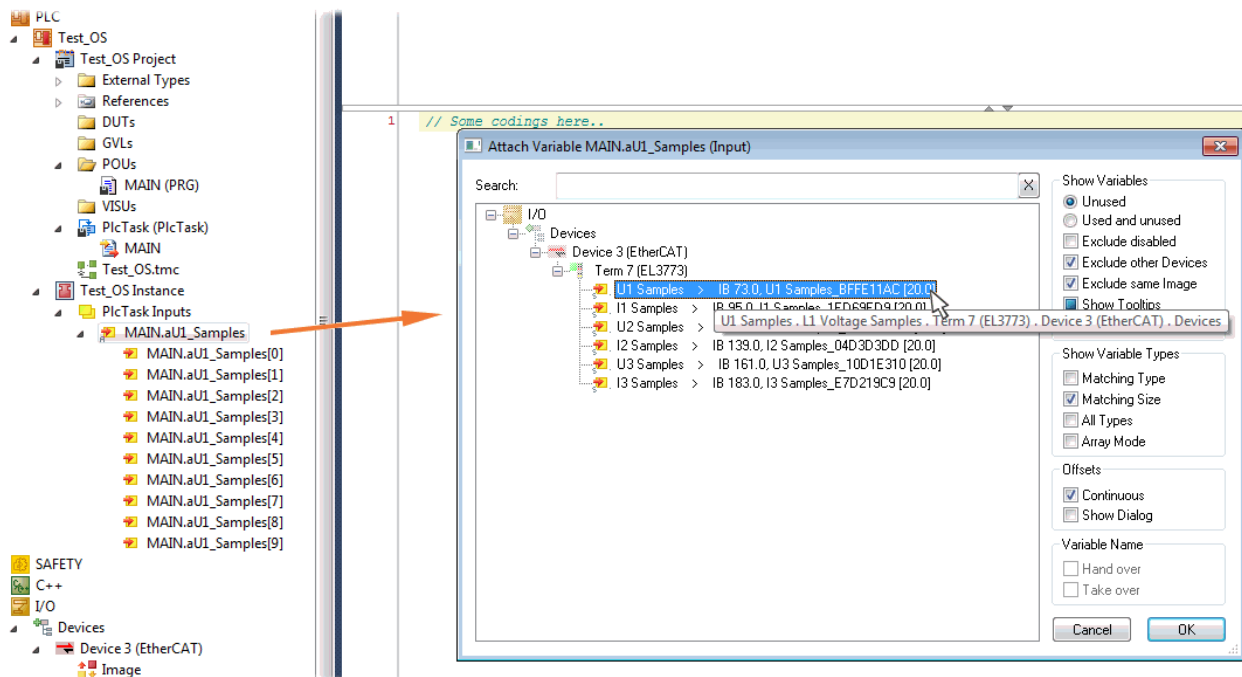 PLC
Test_OS
Test_OS Project
External Types
References
DUTs
GVLs
POUs
MAIN (PRG)
VISUs
PlcTask (PlcTask)
MAIN
Test_OS.tmc
Test_OS Instance
PlcTask Inputs
MAIN.aU1_Samples
MAIN.aU1_Samples[0]
MAIN.aU1_Samples[1]
MAIN.aU1_Samples[2]
MAIN.aU1_Samples[3]
MAIN.aU1_Samples[4]
MAIN.aU1_Samples[5]
MAIN.aU1_Samples[6]
MAIN.aU1_Samples[7]
MAIN.aU1_Samples[8]
MAIN.aU1_Samples[9]
SAFETY
C++
I/O
Devices
Device 3 (EtherCAT)
Image
1 // Some codings here..
Attach Variable MAIN.aU1_Samples (Input)
Search:
I/O
Devices
Device 3 (EtherCAT)
Term 7 (EL3773)
U1 Samples > IB 73.0, U1 Samples_BFFE11AC [20.0]
I1 Samples > IB 95.0, I1 Samples_1ED69ED9 [20.0]
U2 Samples >
U1 Samples . L1 Voltage Samples . Term 7 (EL3773) . Device 3 (EtherCAT) . Devices
I2 Samples > IB 139.0, I2 Samples_04D3D3DD [20.0]
U3 Samples > IB 161.0, U3 Samples_10D1E310 [20.0]
I3 Samples > IB 183.0, I3 Samples_E7D219C9 [20.0]
Show Variables
Unused
Used and unused
Exclude disabled
Exclude other Devices
Exclude same Image
Show Tooltips
Show Variable Types
Matching Type
Matching Size
All Types
Array Mode
Offsets
Continuous
Show Dialog
Variable Name
Hand over
Take over
Cancel
OK